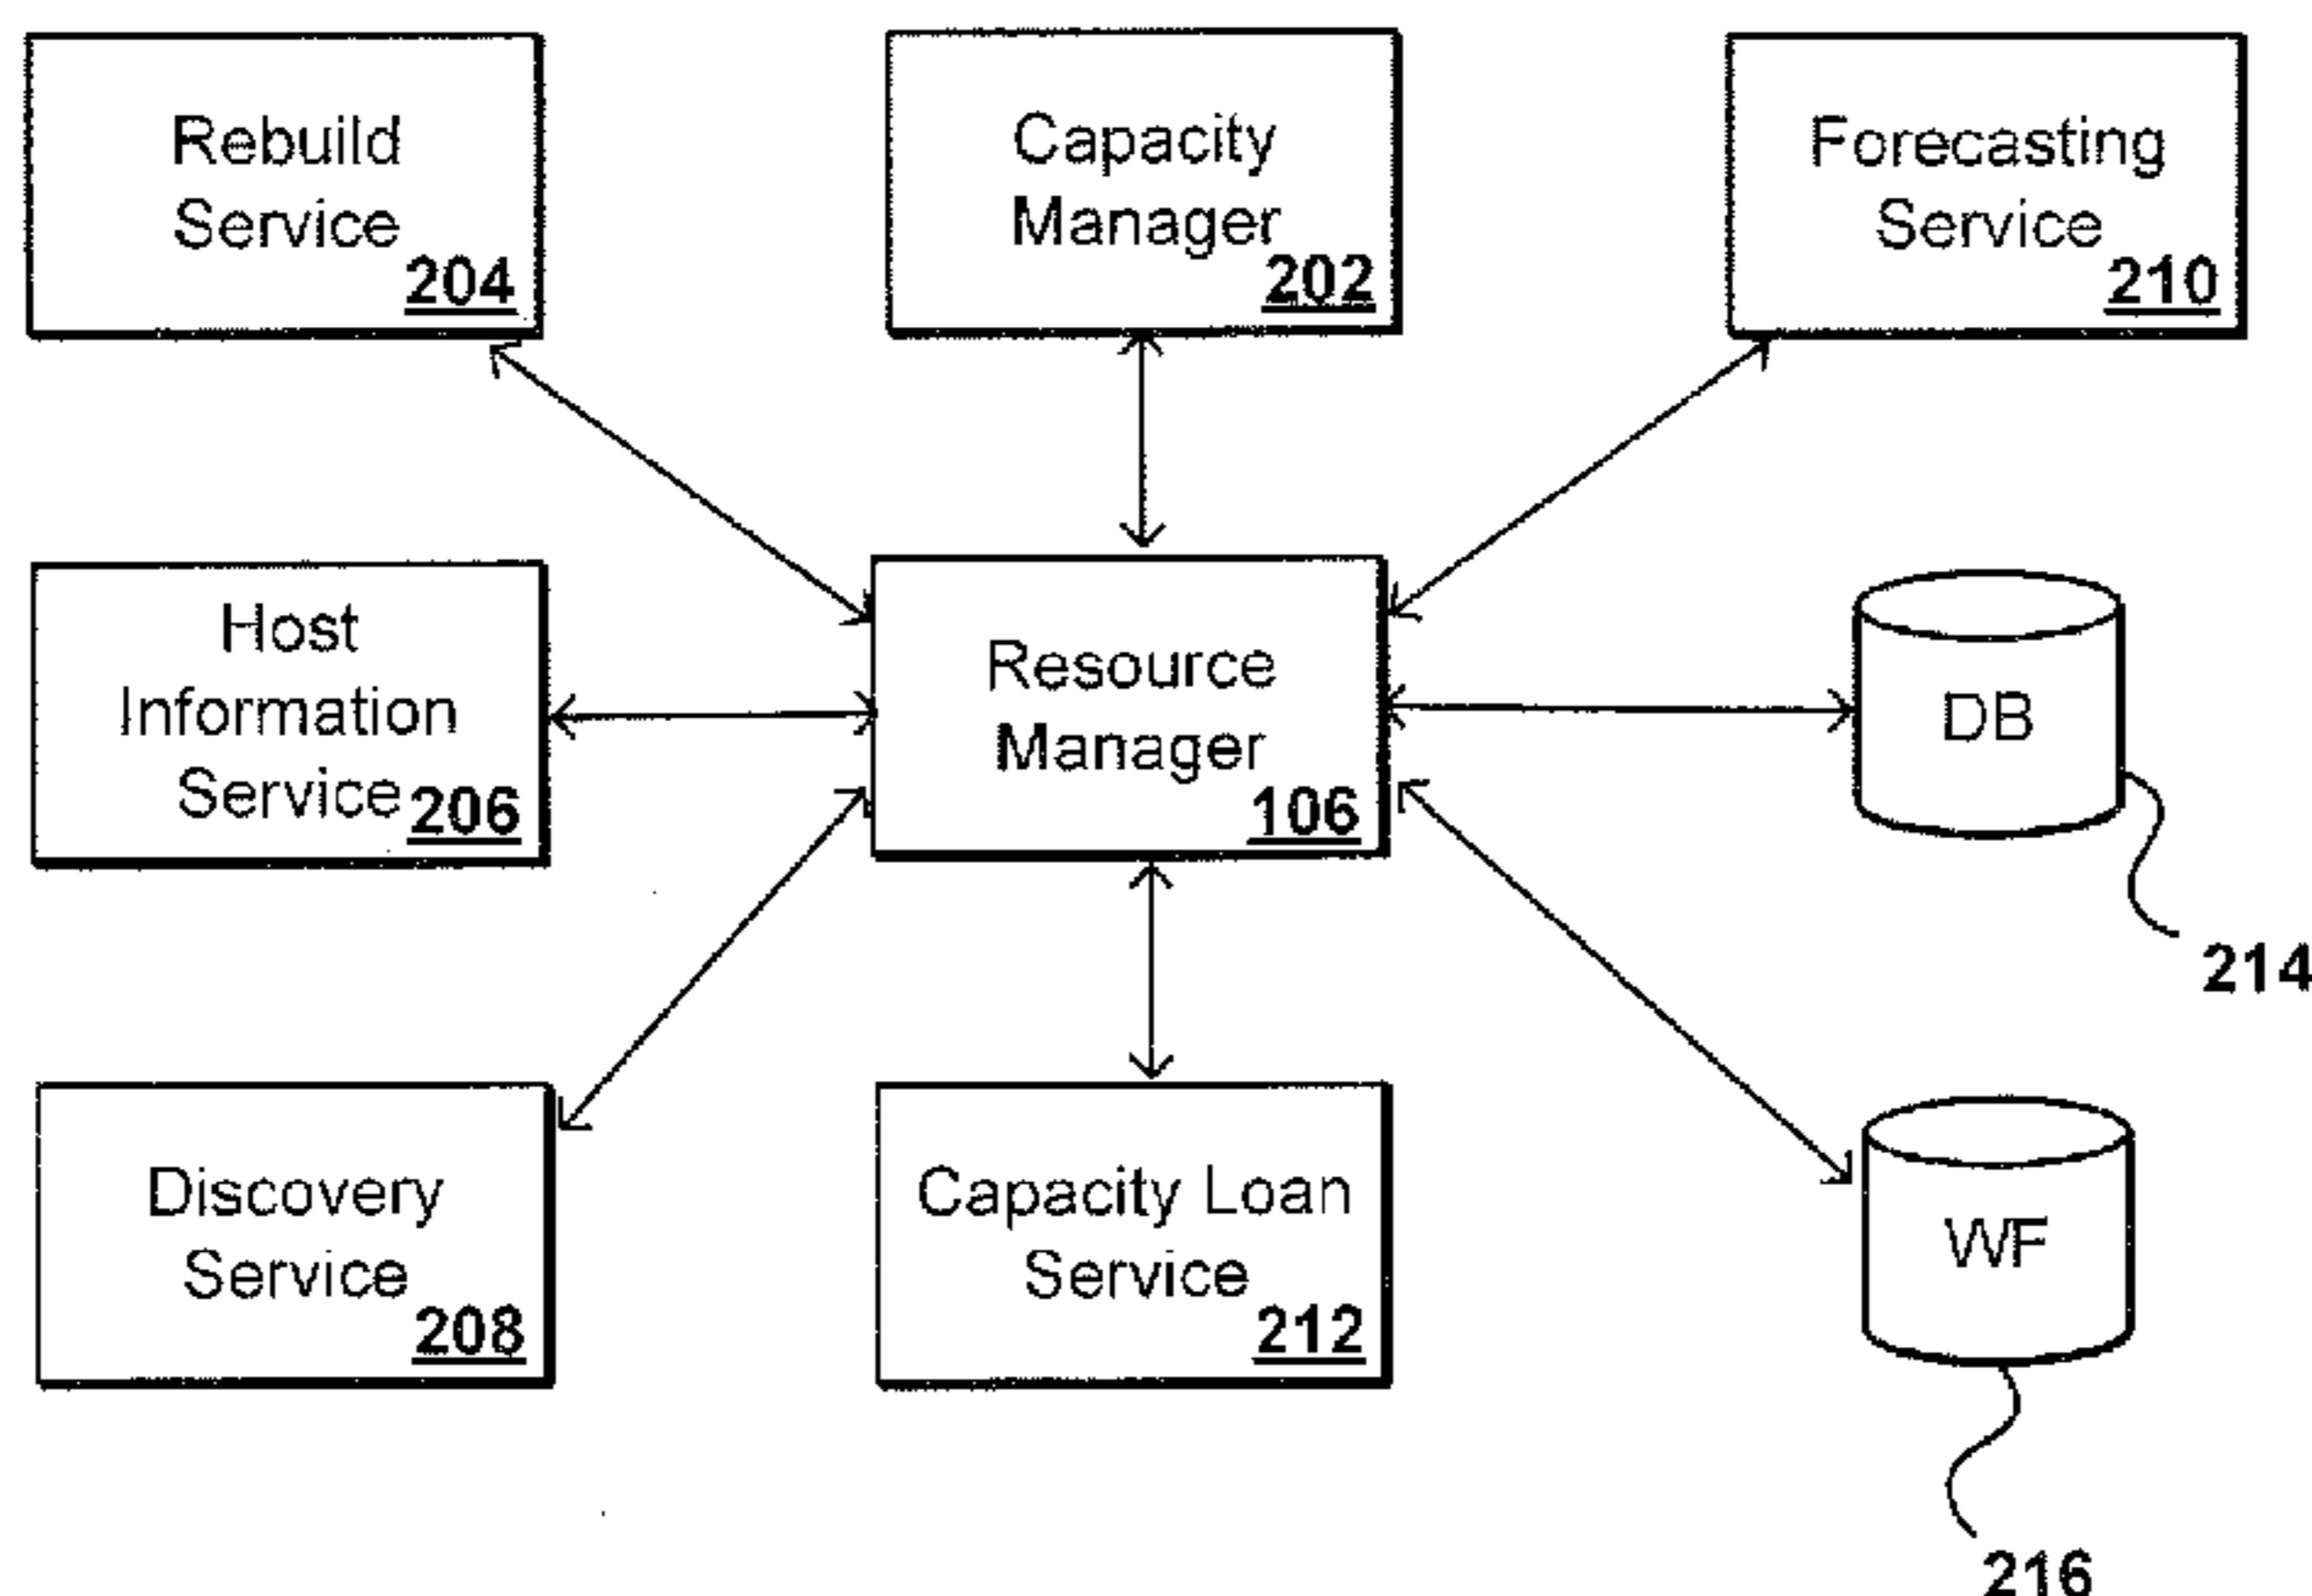 Rebuild
Service
204
Capacity
Manager
202
Forecasting
Service
210
Host
Information
Service
206
Resource
Manager
106
DB
214
Discovery
Service
208
Capacity Loan
Service
212
WF
216